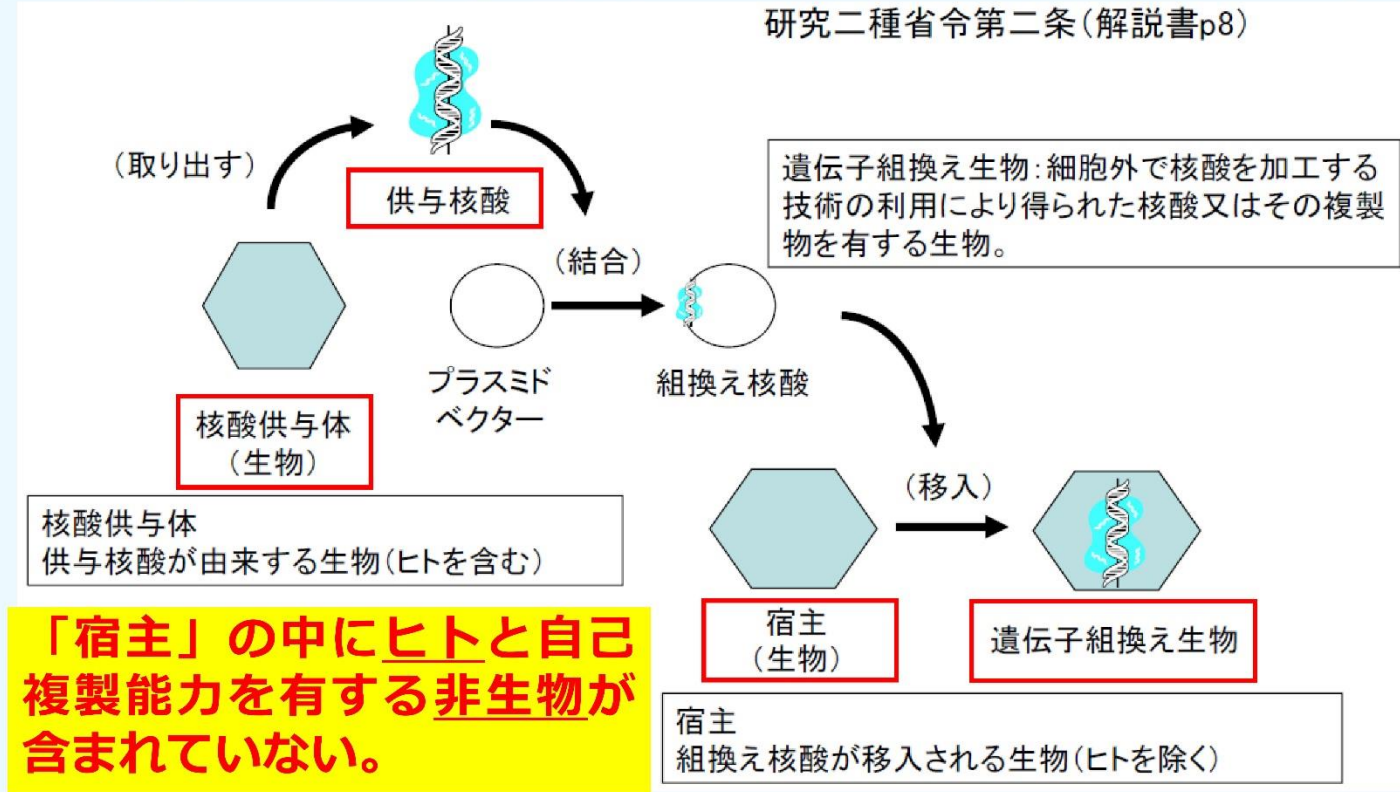 研究二種省令第二条（解説書p8）
（取り出す）
供与核酸
遺伝子組換え生物：細胞外で核酸を加工する
技術の利用により得られた核酸又はその複製
物を有する生物。
（結合）
プラスミド
ベクター
組換え核酸
核酸供与体
（生物）
（移入）
核酸供与体
供与核酸が由来する生物（ヒトを含む）
宿主
（生物）
遺伝子組換え生物
「宿主」の中にヒトと自己
複製能力を有する非生物が
含まれていない。
宿主
組換え核酸が移入される生物（ヒトを除く）